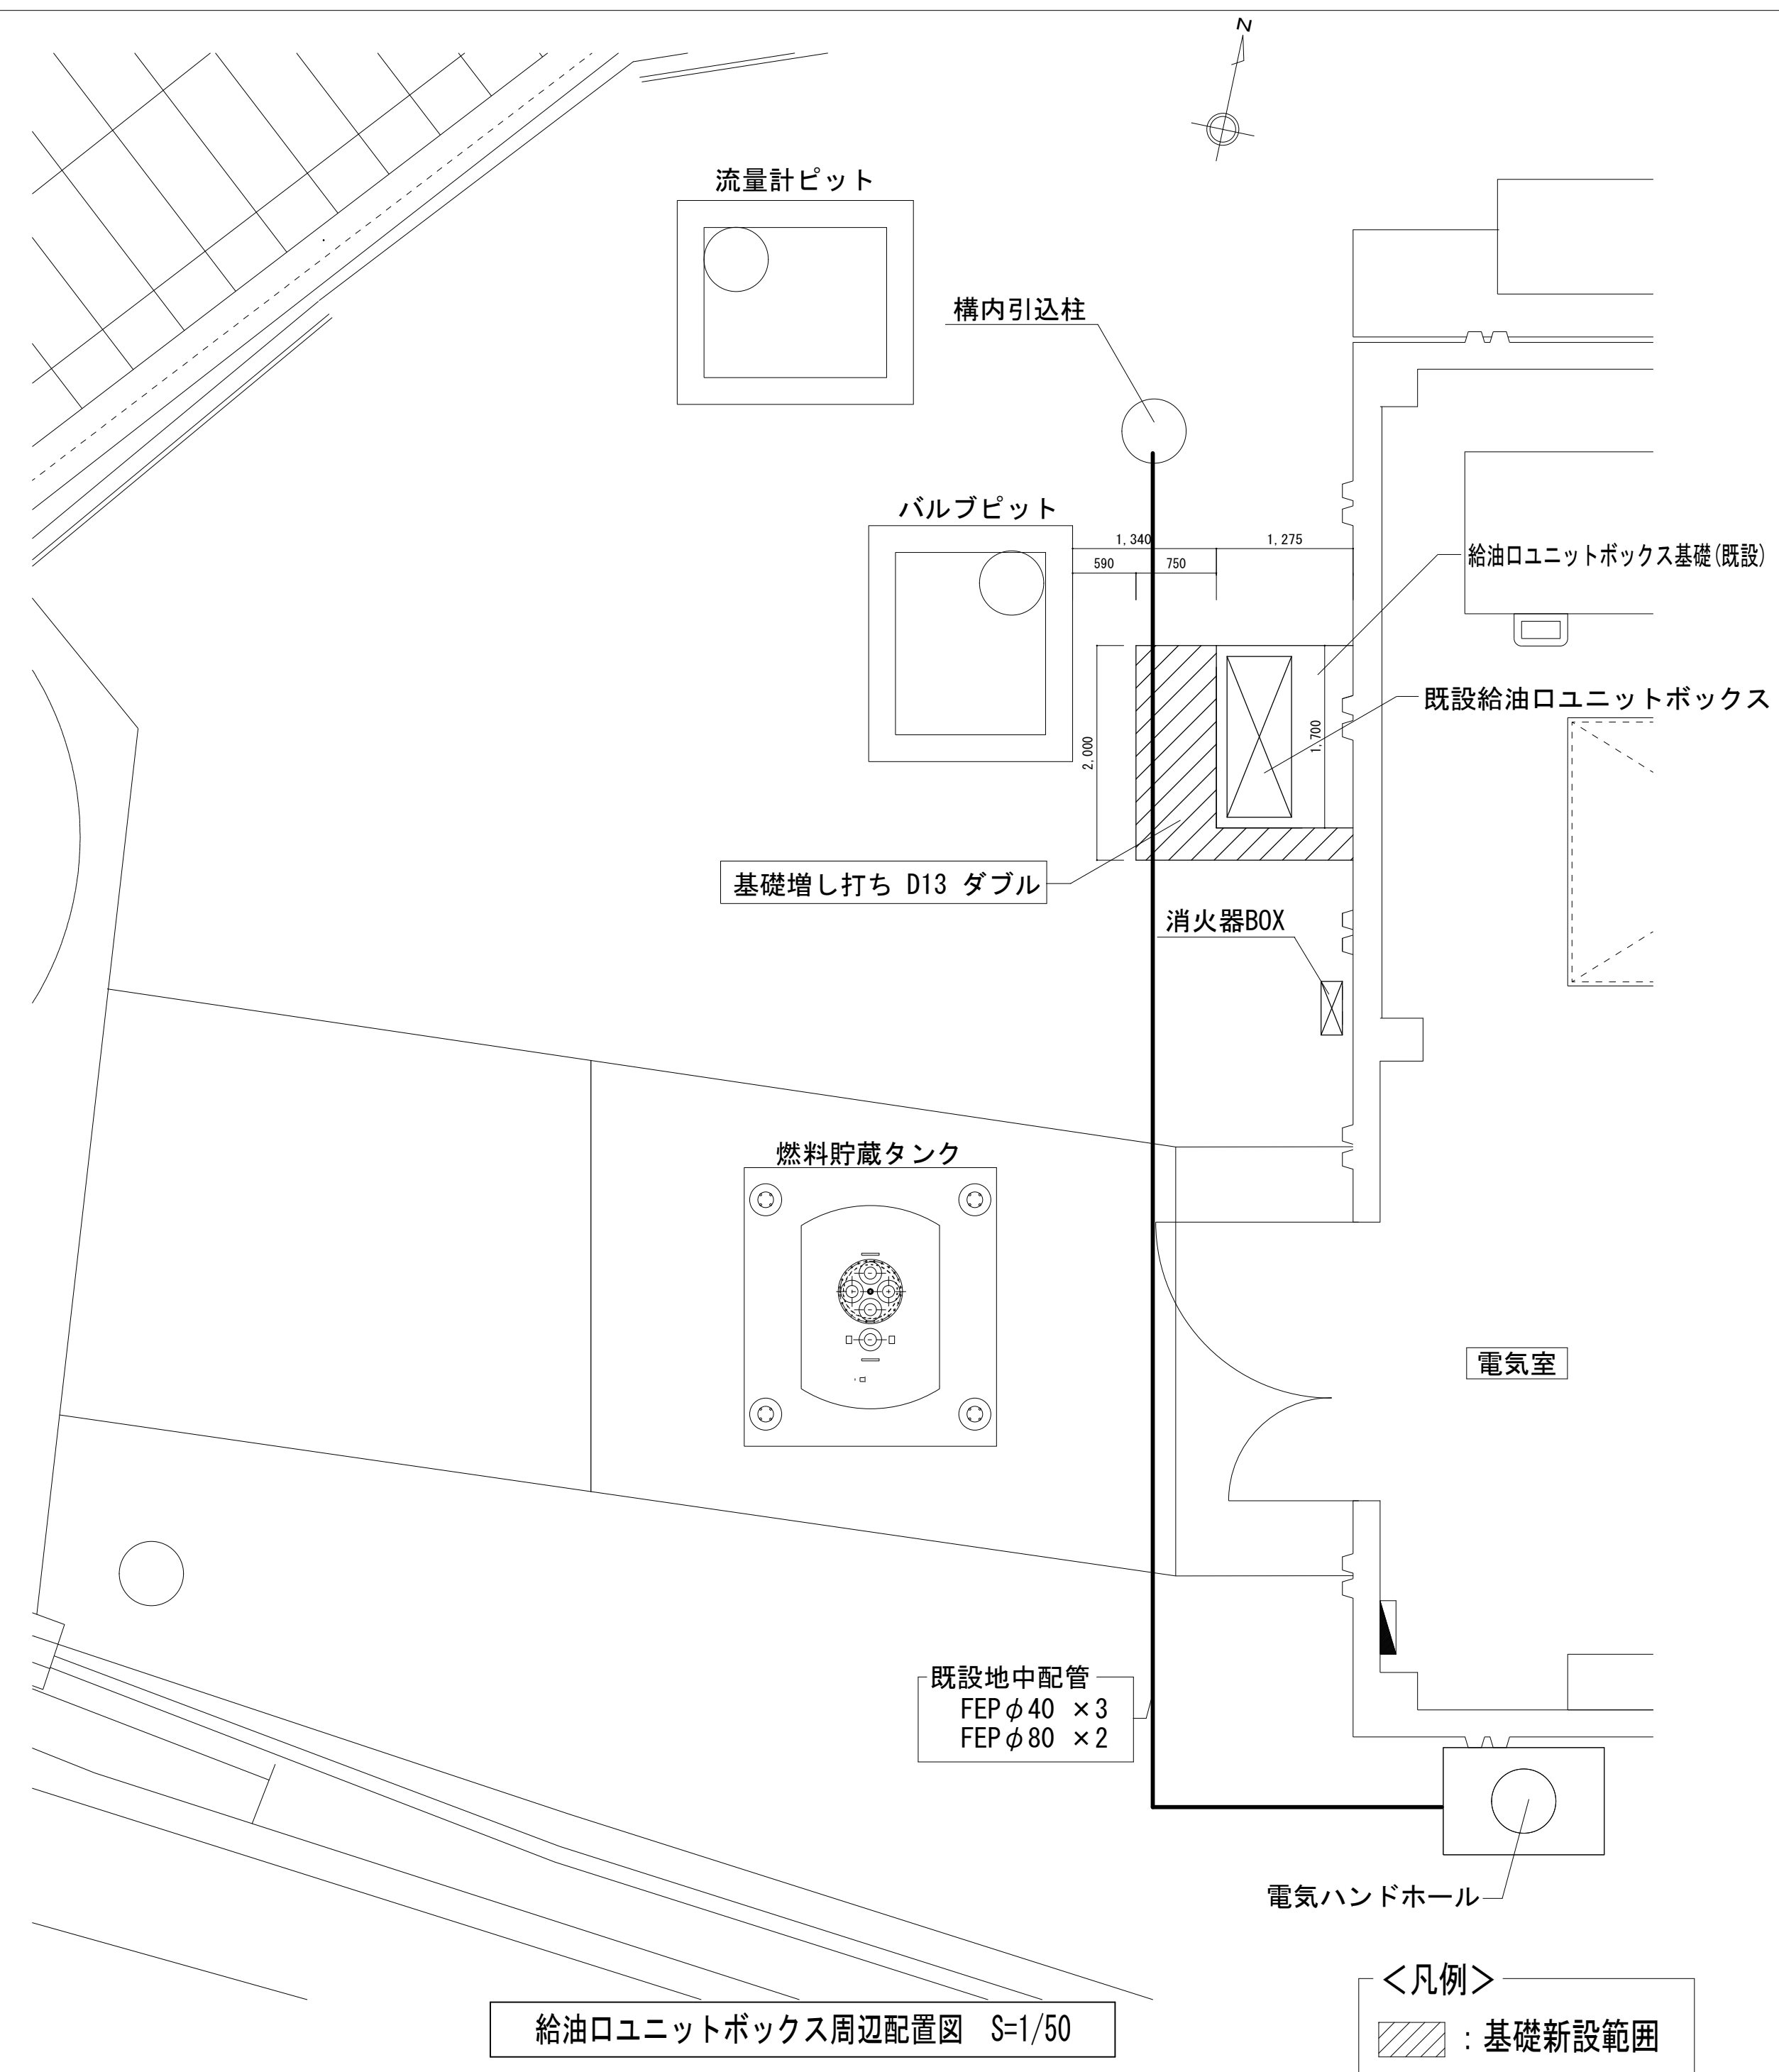 N
流量計ピット
構内引込柱
バルブピット
1,340
1,275
590
750
給油口ユニットボックス基礎(既設)
既設給油口ユニットボックス
1,700
2,000
基礎増し打ち D13 ダブル
消火器BOX
燃料貯蔵タンク
電気室
既設地中配管
FEPφ40 ×3
FEPφ80 ×2
電気ハンドホール
<凡例>
:基礎新設範囲
給油口ユニットボックス周辺配置図 S=1/50